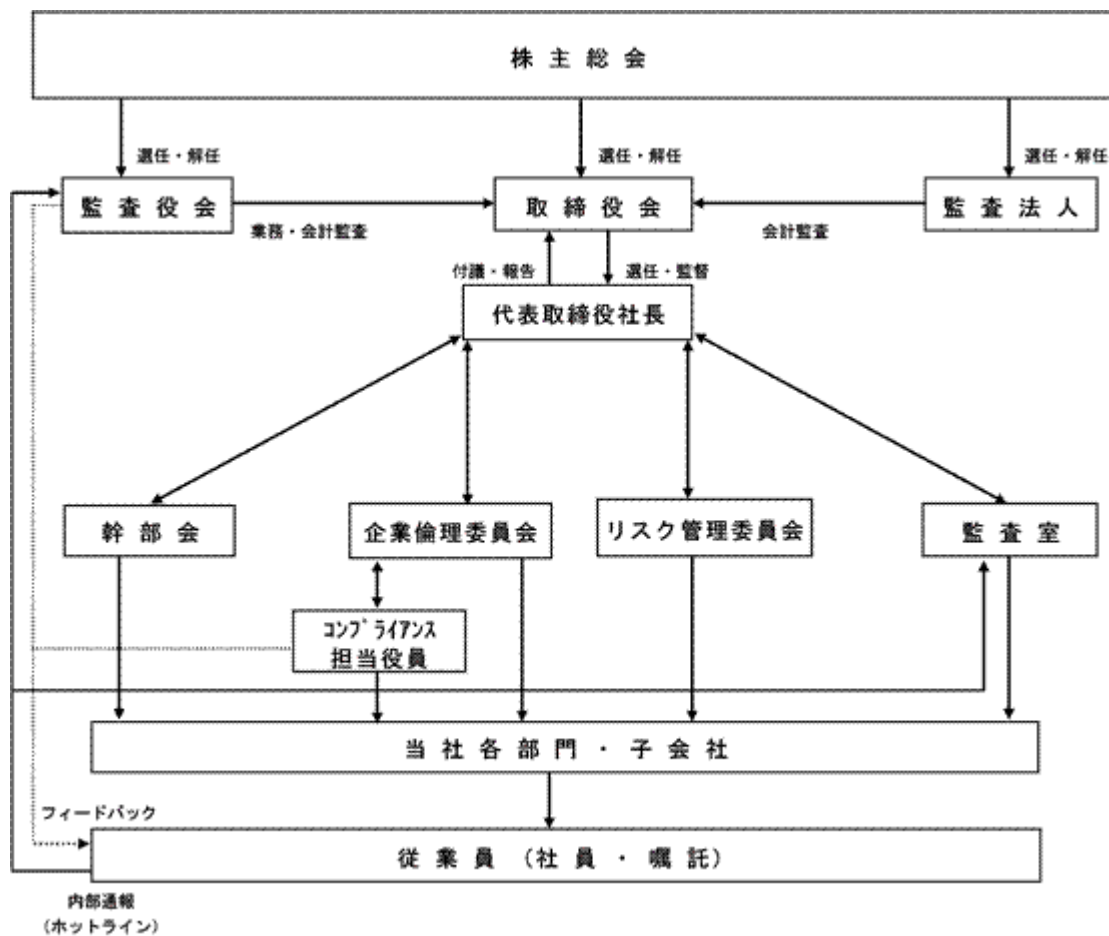 株主総会
選任・解任
選任・解任
選任・解任
監査役会
取締役会
監査法人
業務・会計監査
会計監査
付議・報告
選任・監督
代表取締役社長
幹部会
企業倫理委員会
リスク管理委員会
監査室
コンプライアンス
担当役員
当社各部門・子会社
フィードバック
従業員（社員・嘱託）
内部通報
（ホットライン）